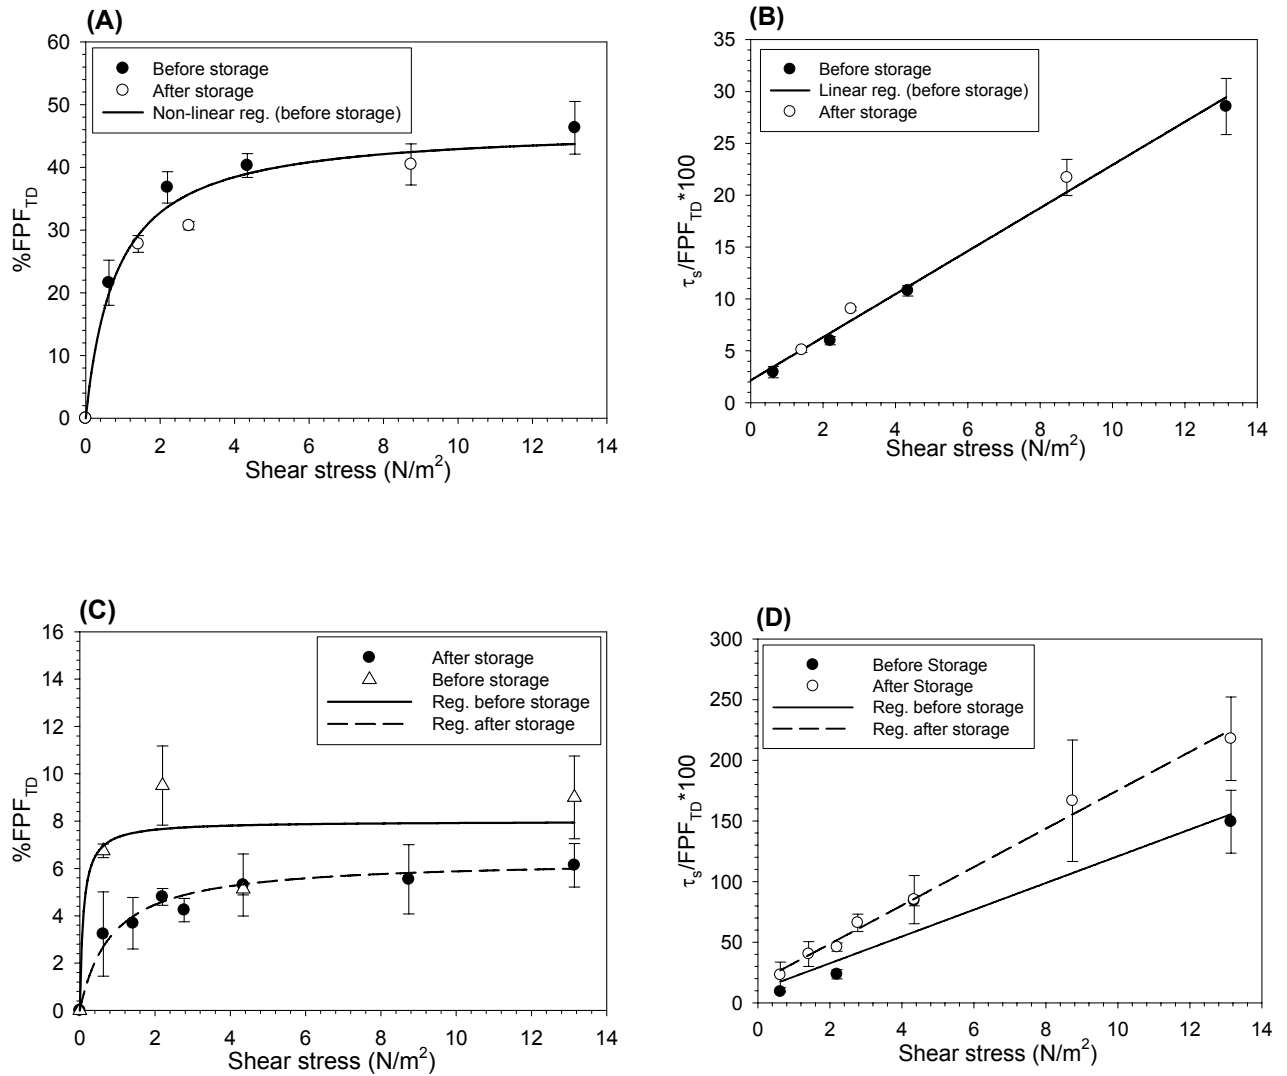 (A)
60
50
40
30
20
10
0
%FPF_TD
Before storage
After storage
Non-linear reg. (before storage)
0 2 4 6 8 10 12 14
Shear stress (N/m²)
(B)
35
30
25
20
15
10
5
0
τ_s/FPF_TD*100
Before storage
Linear reg. (before storage)
After storage
0 2 4 6 8 10 12 14
Shear stress (N/m²)
(C)
16
14
12
10
8
6
4
2
0
%FPF_TD
After storage
Before storage
Reg. before storage
Reg. after storage
0 2 4 6 8 10 12 14
Shear stress (N/m²)
(D)
300
250
200
150
100
50
0
τ_s/FPF_TD*100
Before Storage
After Storage
Reg. before storage
Reg. after storage
0 2 4 6 8 10 12 14
Shear stress (N/m²)